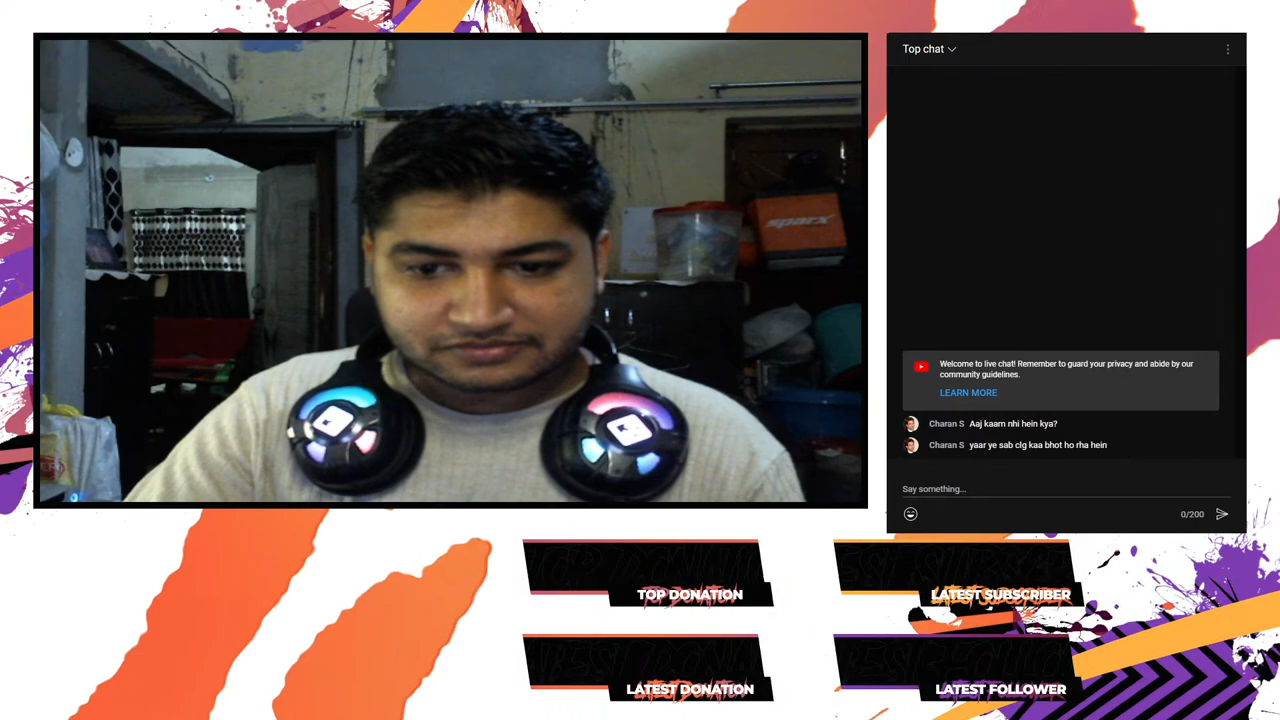 Top chat
sparx
Welcome to live chat! Remember to guard your privacy and abide by our
community guidelines.
LEARN MORE
Charan S Aaj kaam nhi hein kya?
Charan S yaar ye sab clg kaa bhot ho rha hein
Say something...
0/200
TOP DONATION
LATEST SUBSCRIBER
LATEST DONATION
LATEST FOLLOWER